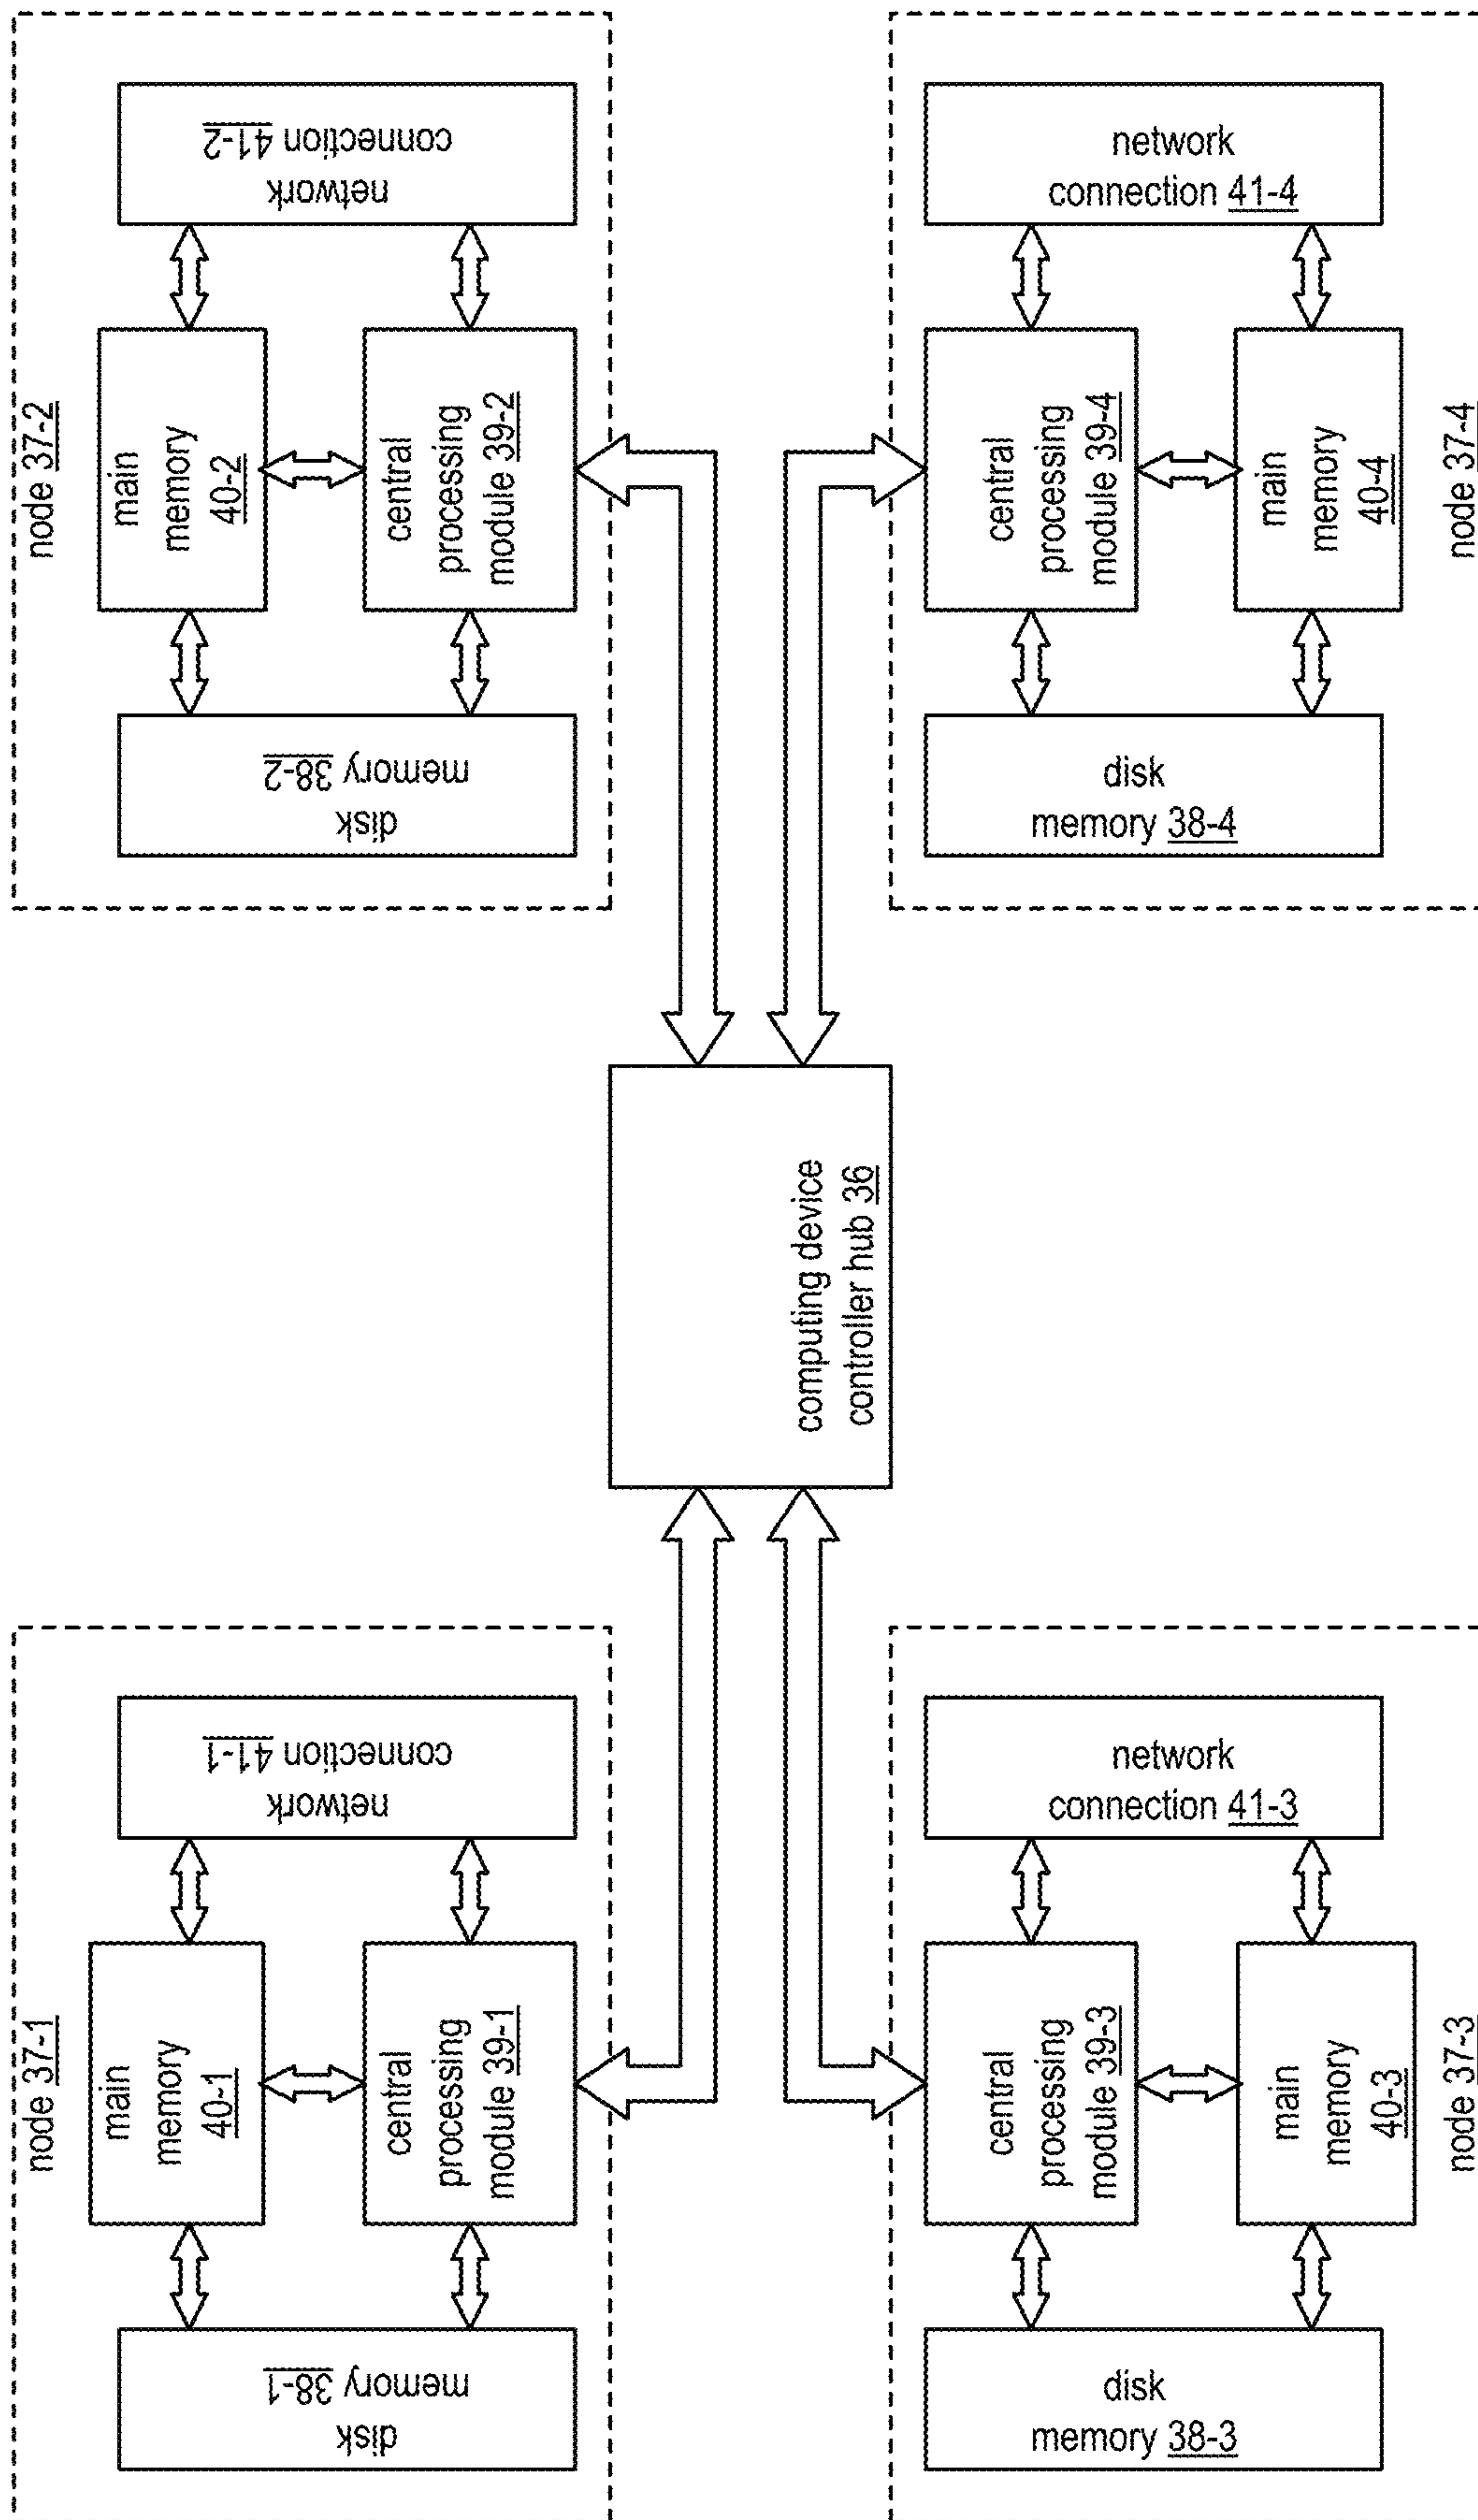 node 37-1
main
memory
40-1
central
processing
module 39-1
disk
memory 38-1
network
connection 41-1
node 37-2
main
memory
40-2
central
processing
module 39-2
disk
memory 38-2
network
connection 41-2
computing device
controller hub 36
disk
memory 38-3
central
processing
module 39-3
main
memory
40-3
network
connection 41-3
node 37-3
disk
memory 38-4
central
processing
module 39-4
main
memory
40-4
network
connection 41-4
node 37-4